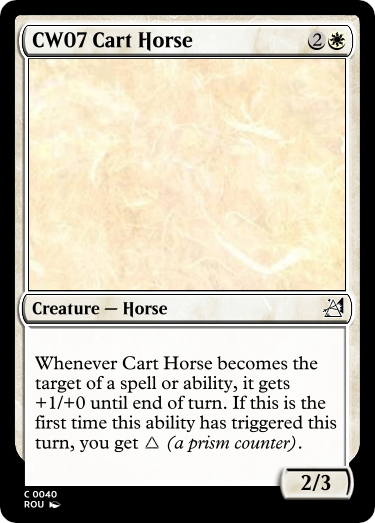 CW07 Cart Horse 2
Creature — Horse
Whenever Cart Horse becomes the
target of a spell or ability, it gets
+1/+0 until end of turn. If this is the
first time this ability has triggered this
turn, you get △ (a prism counter).
2/3
C 0040
ROU